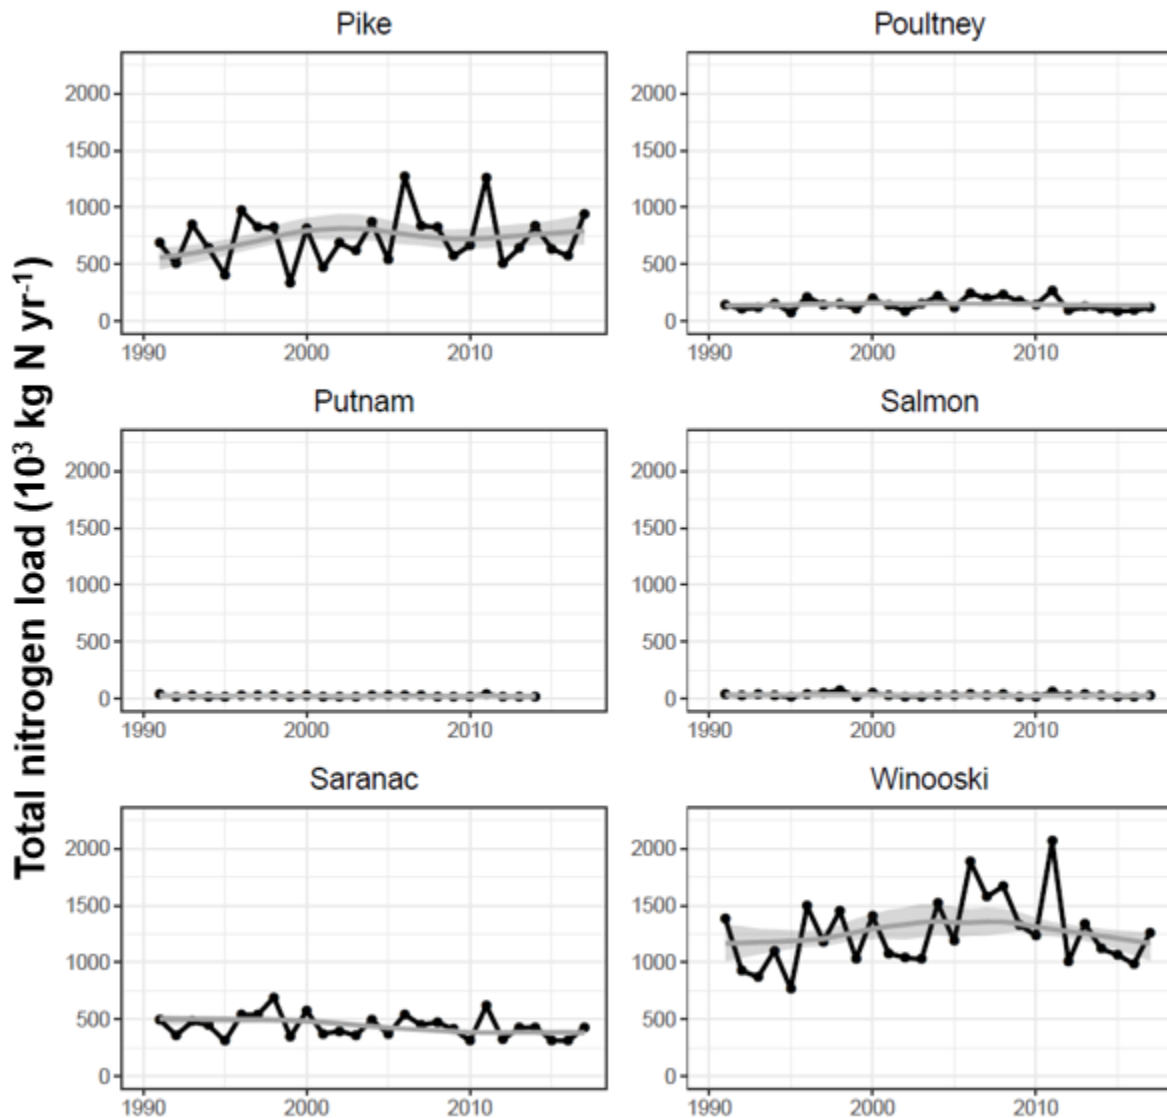 Total nitrogen load (10³ kg N yr⁻¹)
Pike Poultney
2000 2000
1500 1500
1000 1000
500 500
0 0
1990 2000 2010 1990 2000 2010
Putnam Salmon
2000 2000
1500 1500
1000 1000
500 500
0 0
1990 2000 2010 1990 2000 2010
Saranac Winooski
2000 2000
1500 1500
1000 1000
500 500
0 0
1990 2000 2010 1990 2000 2010